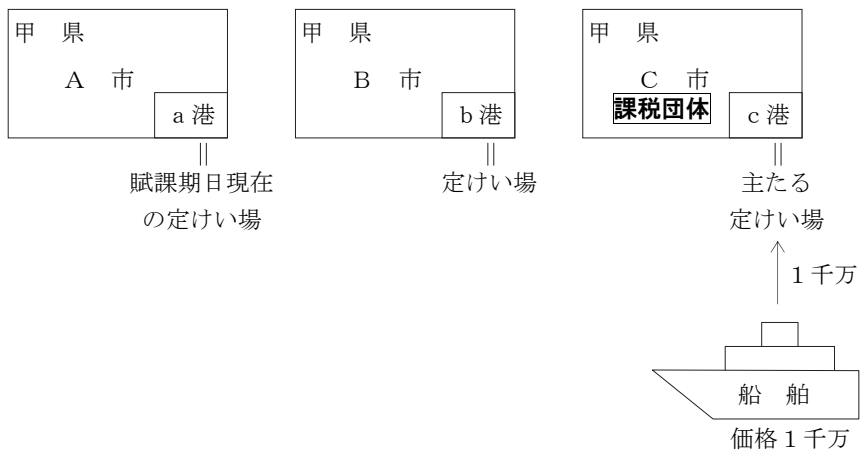 甲 県
A 市
a 港
賦課期日現在
の定けい場
甲 県
B 市
b 港
定けい場
甲 県
C 市
課税団体
c 港
主たる
定けい場
1千万
船 舶
価格1千万